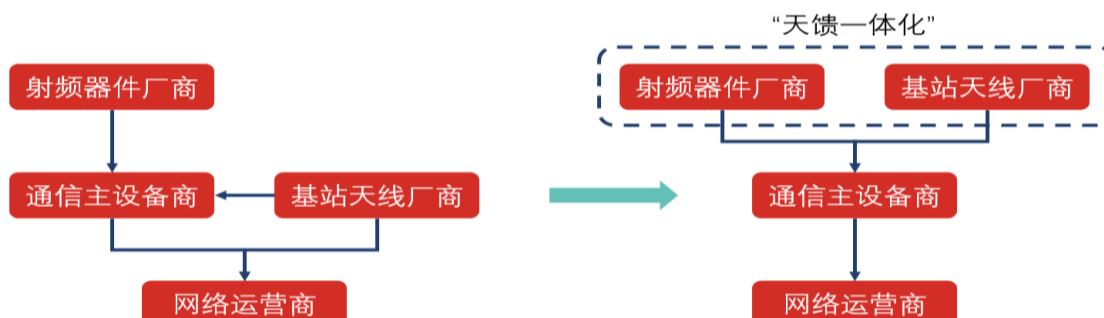 “天馈一体化”
射频器件厂商
射频器件厂商
基站天线厂商
通信主设备商
基站天线厂商
通信主设备商
网络运营商
网络运营商